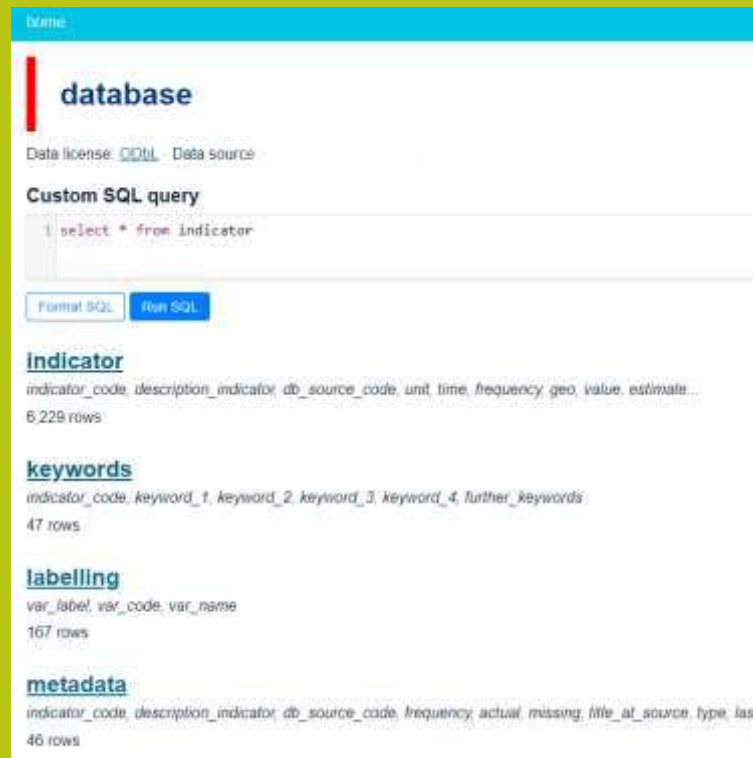 home
database
Data license: ODbL · Data source
Custom SQL query
1 select * from indicator
Format SQL Run SQL
indicator
indicator_code, description_indicator, db_source_code, unit, time, frequency, geo, value, estimate...
6,229 rows
keywords
indicator_code, keyword_1, keyword_2, keyword_3, keyword_4, further_keywords
47 rows
labelling
var_label, var_code, var_name
167 rows
metadata
indicator_code, description_indicator, db_source_code, frequency, actual, missing, title_at_source, type, las
46 rows